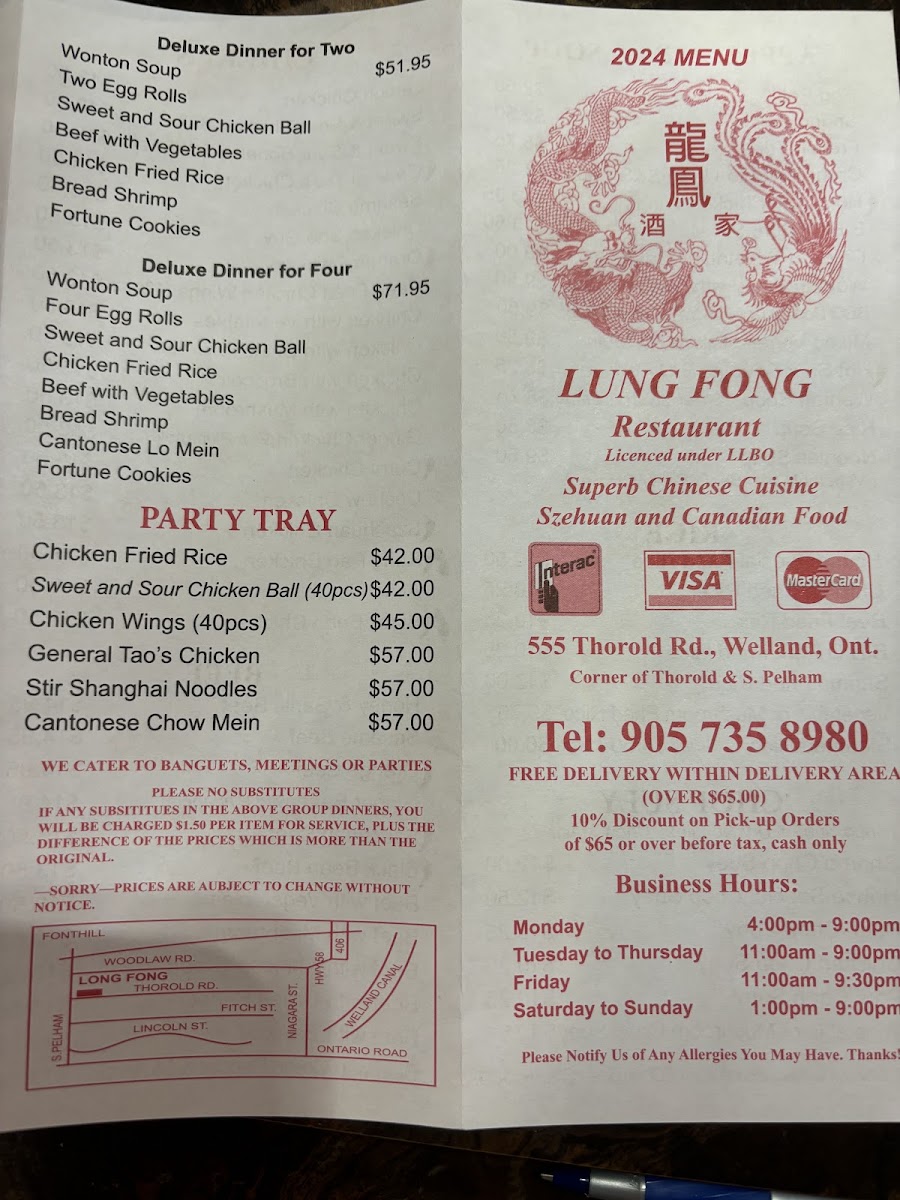 Deluxe Dinner for Two
Wonton Soup $51.95
Two Egg Rolls
Sweet and Sour Chicken Ball
Beef with Vegetables
Chicken Fried Rice
Bread Shrimp
Fortune Cookies
Deluxe Dinner for Four
Wonton Soup $71.95
Four Egg Rolls
Sweet and Sour Chicken Ball
Chicken Fried Rice
Beef with Vegetables
Bread Shrimp
Cantonese Lo Mein
Fortune Cookies
PARTY TRAY
Chicken Fried Rice $42.00
Sweet and Sour Chicken Ball (40pcs) $42.00
Chicken Wings (40pcs) $45.00
General Tao's Chicken $57.00
Stir Shanghai Noodles $57.00
Cantonese Chow Mein $57.00
WE CATER TO BANGUETS, MEETINGS OR PARTIES
PLEASE NO SUBSTITUTES
IF ANY SUBSITITUES IN THE ABOVE GROUP DINNERS, YOU
WILL BE CHARGED $1.50 PER ITEM FOR SERVICE, PLUS THE
DIFFERENCE OF THE PRICES WHICH IS MORE THAN THE
ORIGINAL.
—SORRY—PRICES ARE AUBJECT TO CHANGE WITHOUT
NOTICE.
FONTHILL
WOODLAW RD.
LONG FONG
THOROLD RD.
FITCH ST.
LINCOLN ST.
S.PELHAM
NIAGARA ST.
HWY 58
406
WELLAND CANAL
ONTARIO ROAD
2024 MENU
龍
鳳
酒 家
LUNG FONG
Restaurant
Licenced under LLBO
Superb Chinese Cuisine
Szehuan and Canadian Food
Interac
VISA
MasterCard
555 Thorold Rd., Welland, Ont.
Corner of Thorold & S. Pelham
Tel: 905 735 8980
FREE DELIVERY WITHIN DELIVERY AREA
(OVER $65.00)
10% Discount on Pick-up Orders
of $65 or over before tax, cash only
Business Hours:
Monday 4:00pm - 9:00pm
Tuesday to Thursday 11:00am - 9:00pm
Friday 11:00am - 9:30pm
Saturday to Sunday 1:00pm - 9:00pm
Please Notify Us of Any Allergies You May Have. Thanks!